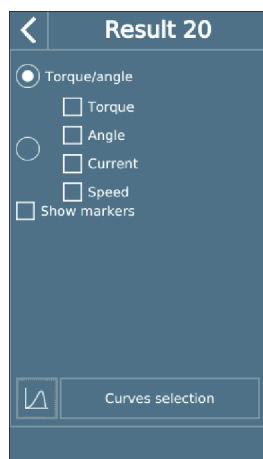 Result 20
Torque/angle
Torque
Angle
Current
Speed
Show markers
Curves selection